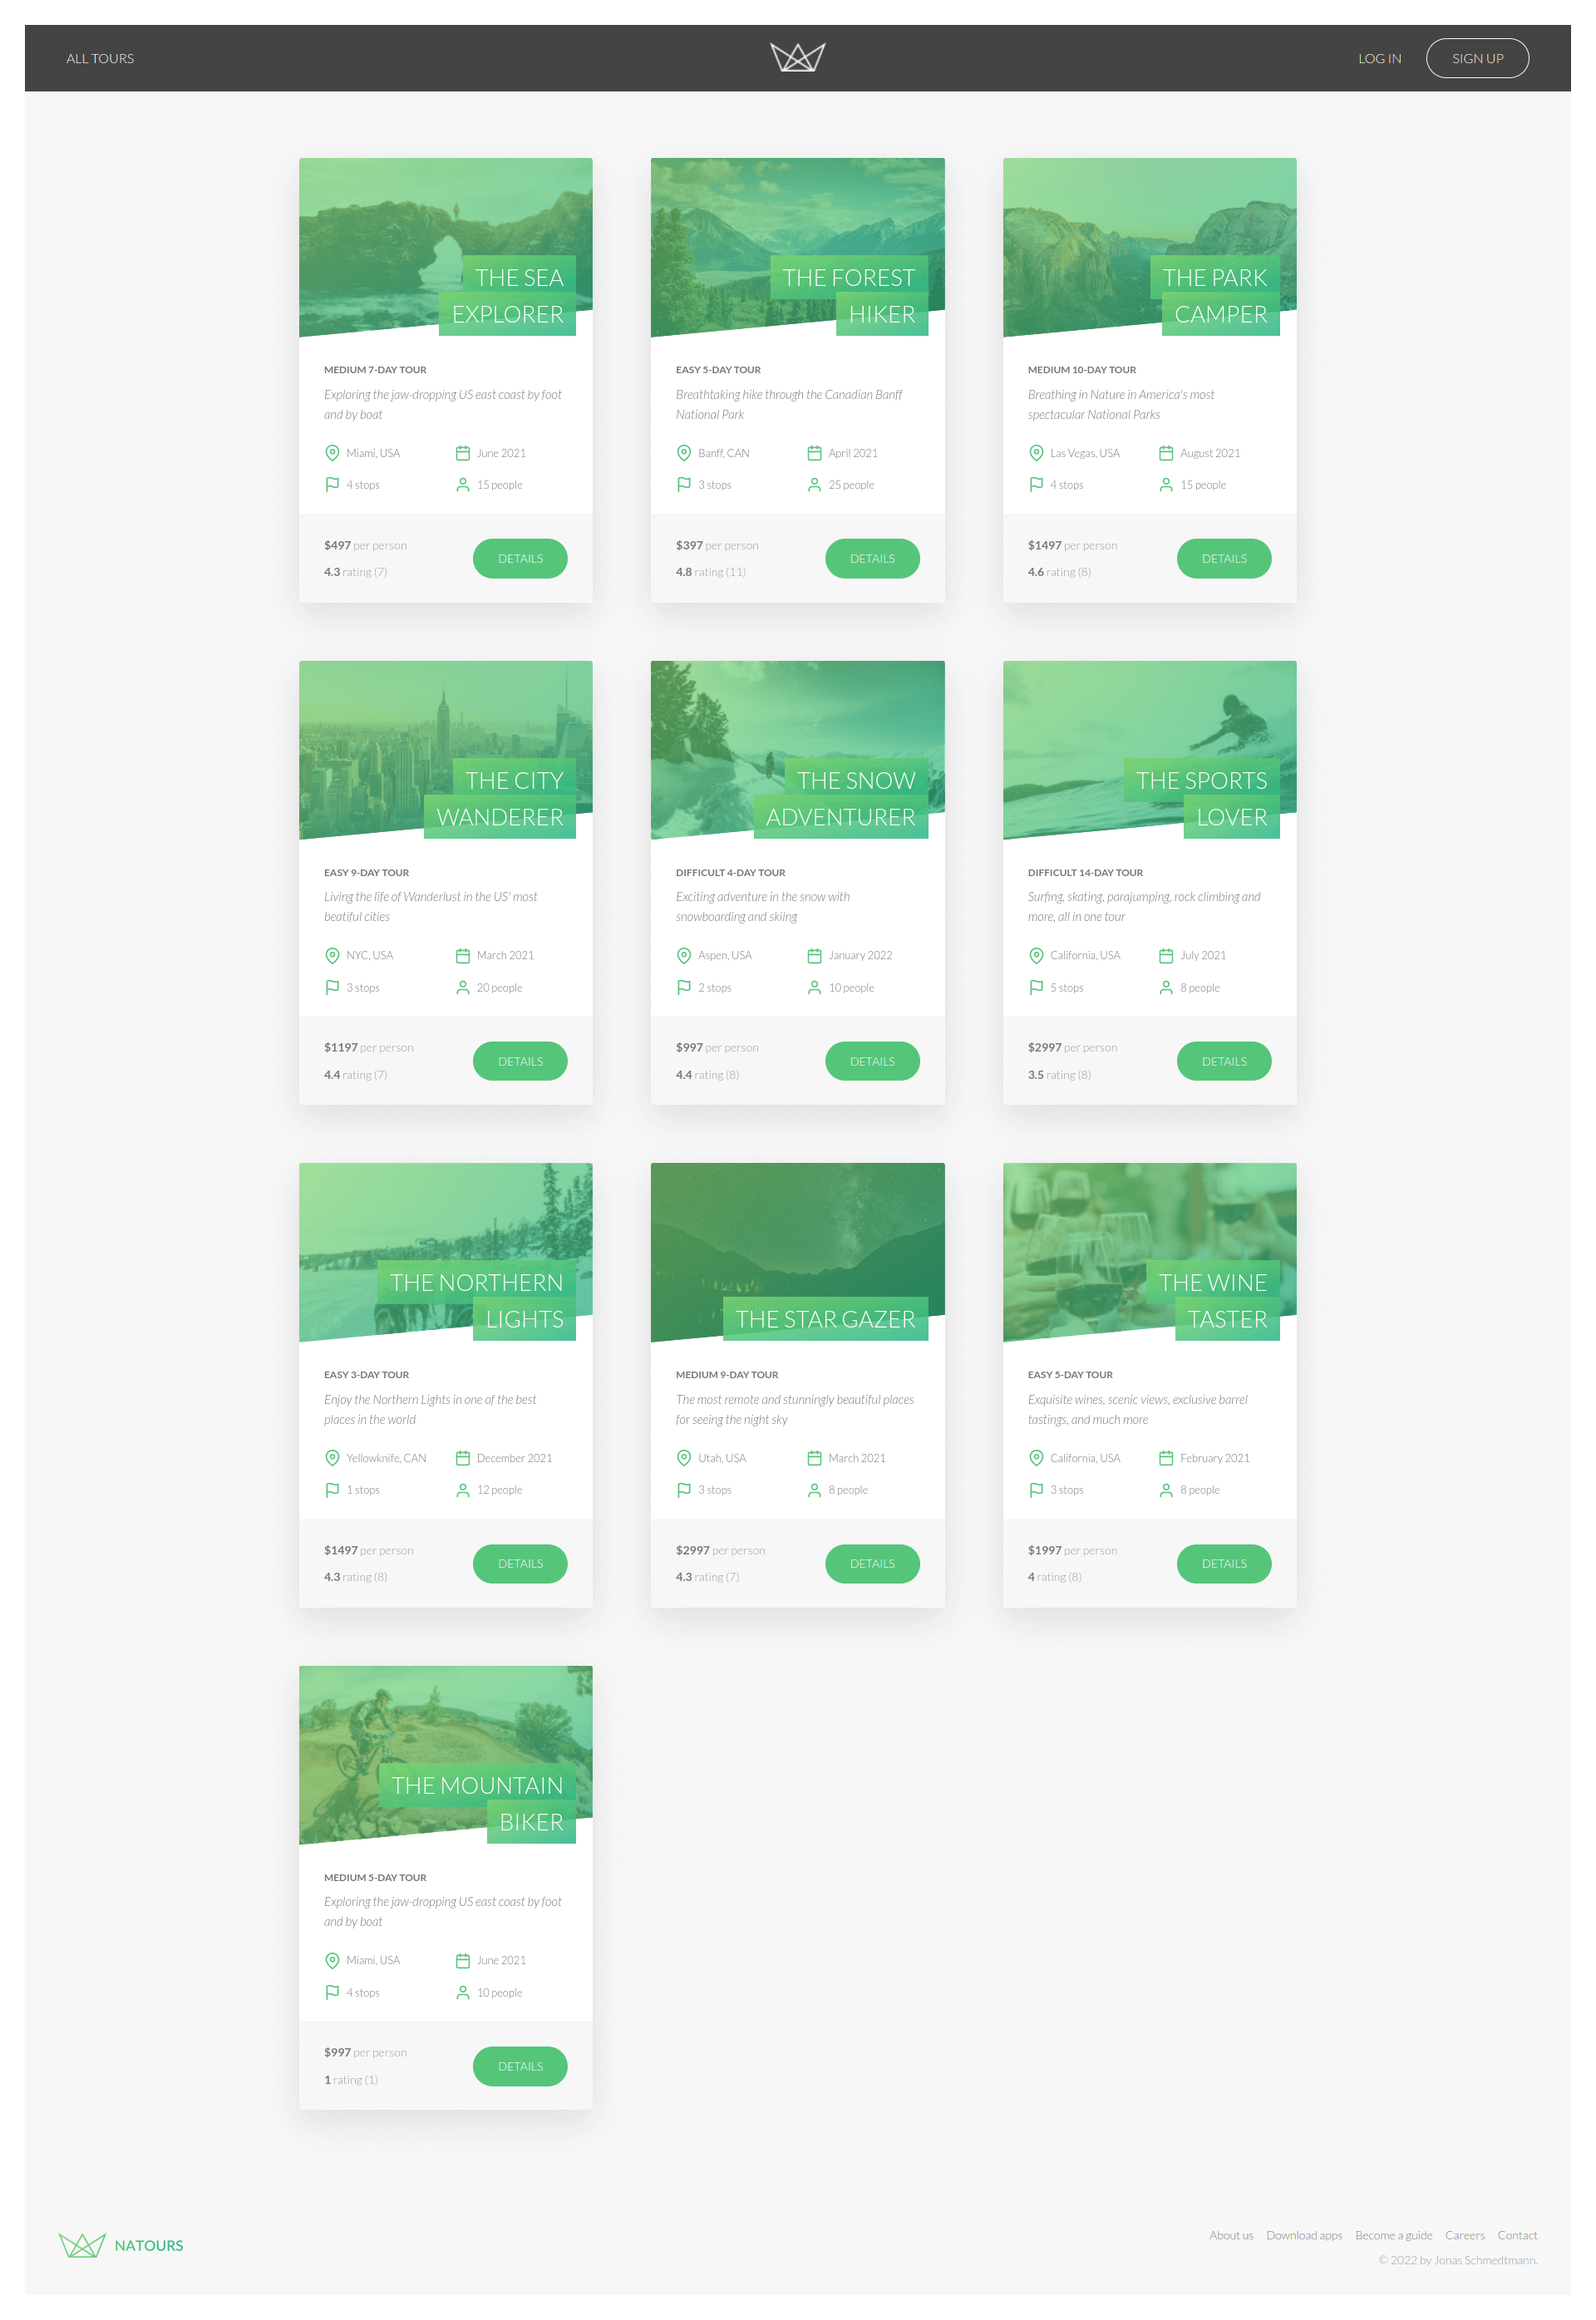 ALL TOURS
LOG IN
SIGN UP
THE SEA
EXPLORER
MEDIUM 7-DAY TOUR
Exploring the jaw-dropping US east coast by foot
and by boat
Miami, USA
June 2021
4 stops
15 people
$497 per person
4.3 rating (7)
DETAILS
THE FOREST
HIKER
EASY 5-DAY TOUR
Breathtaking hike through the Canadian Banff
National Park
Banff, CAN
April 2021
3 stops
25 people
$397 per person
4.8 rating (11)
DETAILS
THE PARK
CAMPER
MEDIUM 10-DAY TOUR
Breathing in Nature in America's most
spectacular National Parks
Las Vegas, USA
August 2021
4 stops
15 people
$1497 per person
4.6 rating (8)
DETAILS
THE CITY
WANDERER
EASY 9-DAY TOUR
Living the life of Wanderlust in the US' most
beatiful cities
NYC, USA
March 2021
3 stops
20 people
$1197 per person
4.4 rating (7)
DETAILS
THE SNOW
ADVENTURER
DIFFICULT 4-DAY TOUR
Exciting adventure in the snow with
snowboarding and skiing
Aspen, USA
January 2022
2 stops
10 people
$997 per person
4.4 rating (8)
DETAILS
THE SPORTS
LOVER
DIFFICULT 14-DAY TOUR
Surfing, skating, parajumping, rock climbing and
more, all in one tour
California, USA
July 2021
5 stops
8 people
$2997 per person
3.5 rating (8)
DETAILS
THE NORTHERN
LIGHTS
EASY 3-DAY TOUR
Enjoy the Northern Lights in one of the best
places in the world
Yellowknife, CAN
December 2021
1 stops
12 people
$1497 per person
4.3 rating (8)
DETAILS
THE STAR GAZER
MEDIUM 9-DAY TOUR
The most remote and stunningly beautiful places
for seeing the night sky
Utah, USA
March 2021
3 stops
8 people
$2997 per person
4.3 rating (7)
DETAILS
THE WINE
TASTER
EASY 5-DAY TOUR
Exquisite wines, scenic views, exclusive barrel
tastings, and much more
California, USA
February 2021
3 stops
8 people
$1997 per person
4 rating (8)
DETAILS
THE MOUNTAIN
BIKER
MEDIUM 5-DAY TOUR
Exploring the jaw-dropping US east coast by foot
and by boat
Miami, USA
June 2021
4 stops
10 people
$997 per person
1 rating (1)
DETAILS
NATOURS
About us Download apps Become a guide Careers Contact
© 2022 by Jonas Schmedtmann.